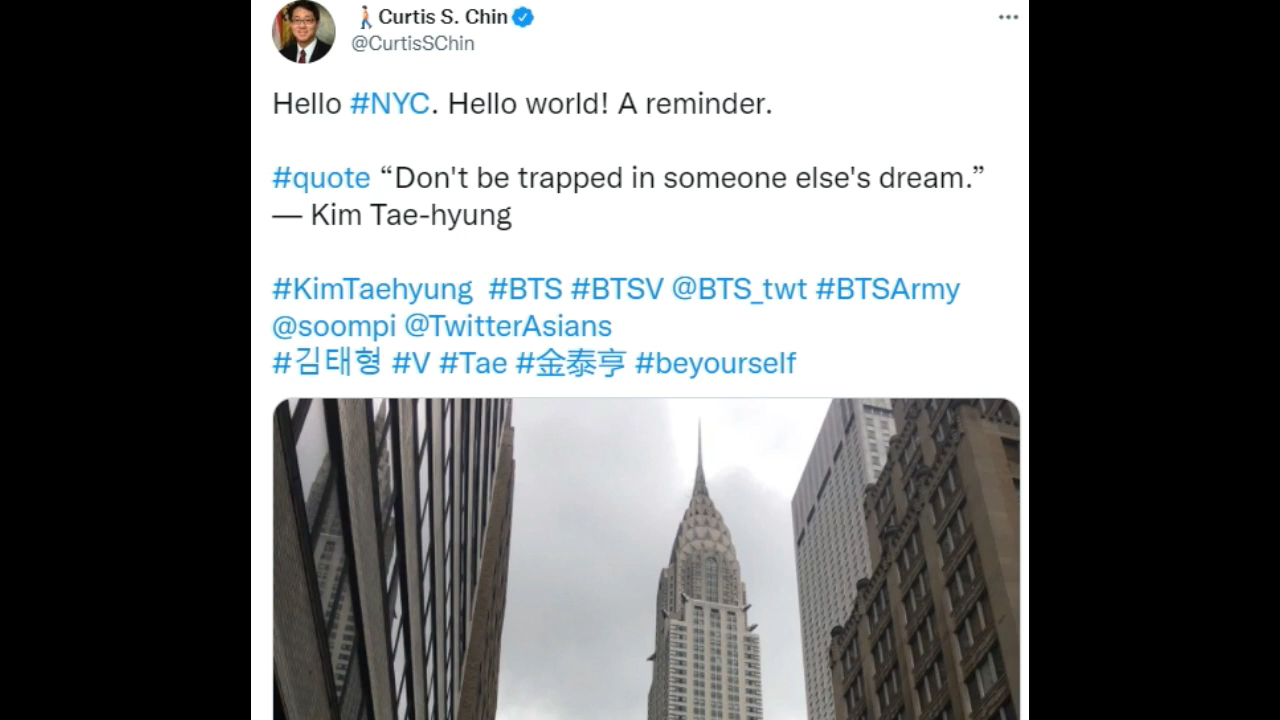 Curtis S. Chin
@CurtisSChin
Hello #NYC. Hello world! A reminder.
#quote “Don't be trapped in someone else's dream.”
— Kim Tae-hyung
#KimTaehyung #BTS #BTSV @BTS_twt #BTSArmy
@soompi @TwitterAsians
#김태형 #V #Tae #金泰亨 #beyourself